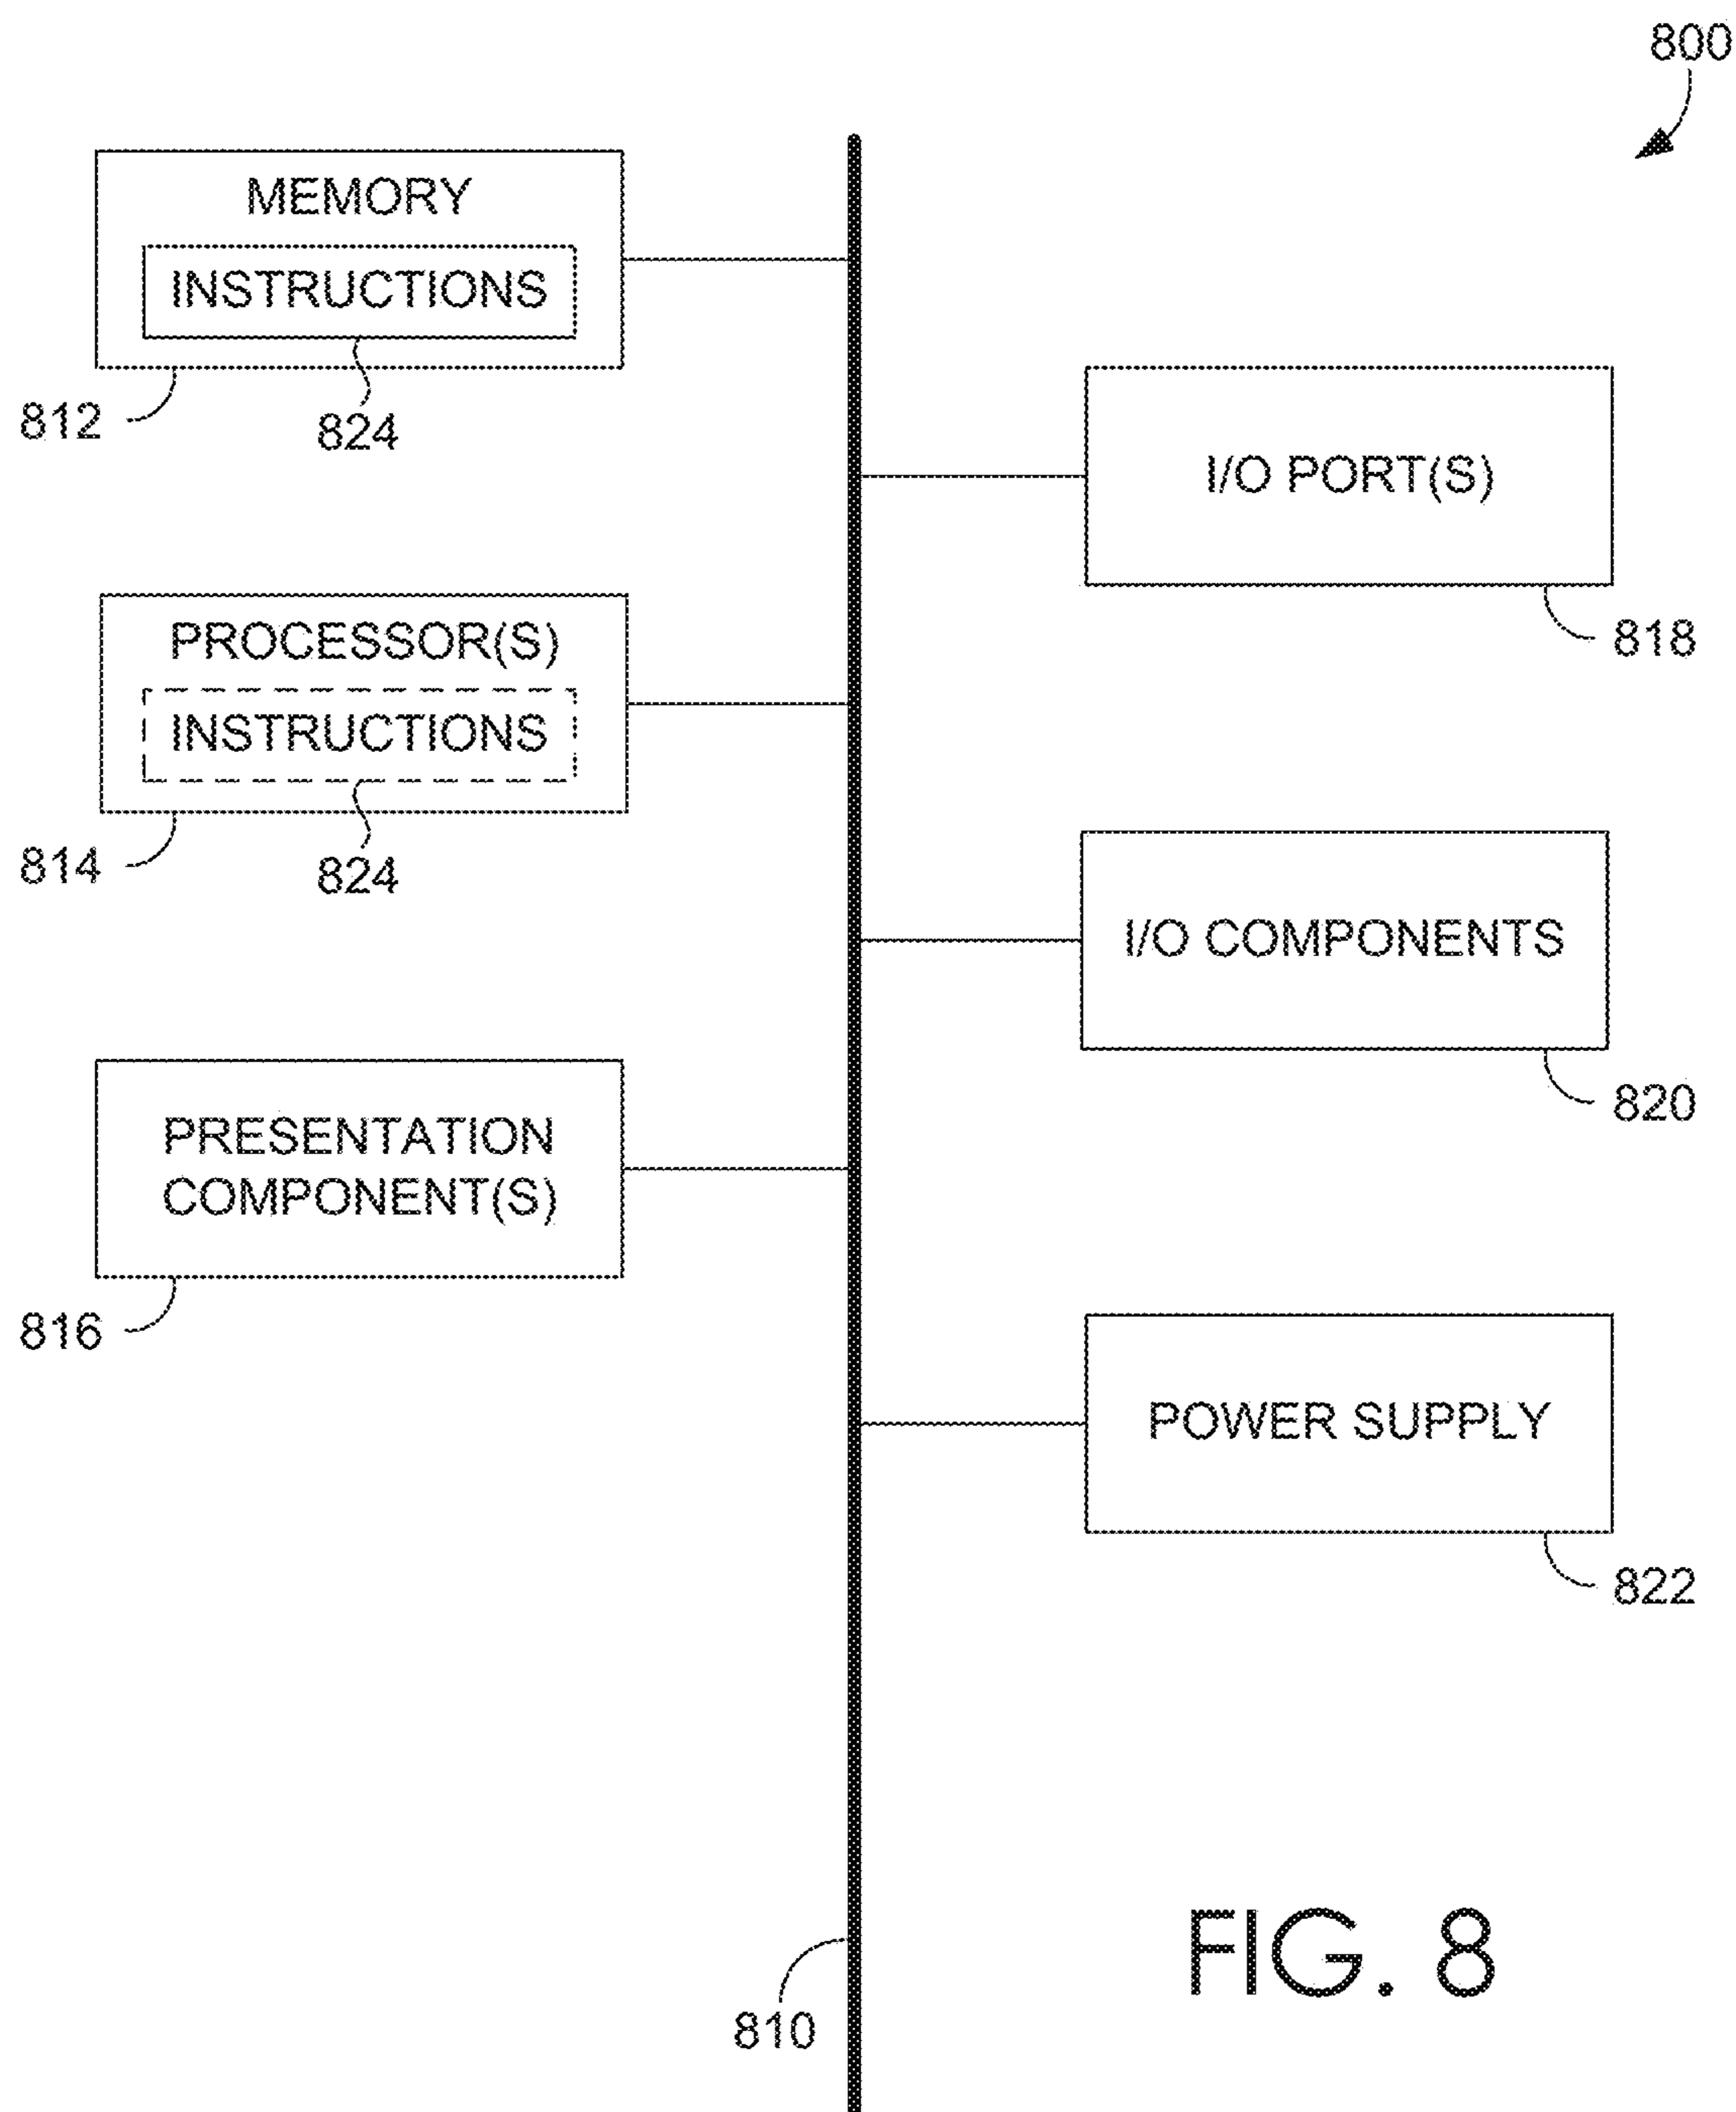 800
MEMORY
INSTRUCTIONS
812
824
I/O PORT(S)
818
PROCESSOR(S)
INSTRUCTIONS
814
824
I/O COMPONENTS
820
PRESENTATION
COMPONENT(S)
816
POWER SUPPLY
822
810
FIG. 8